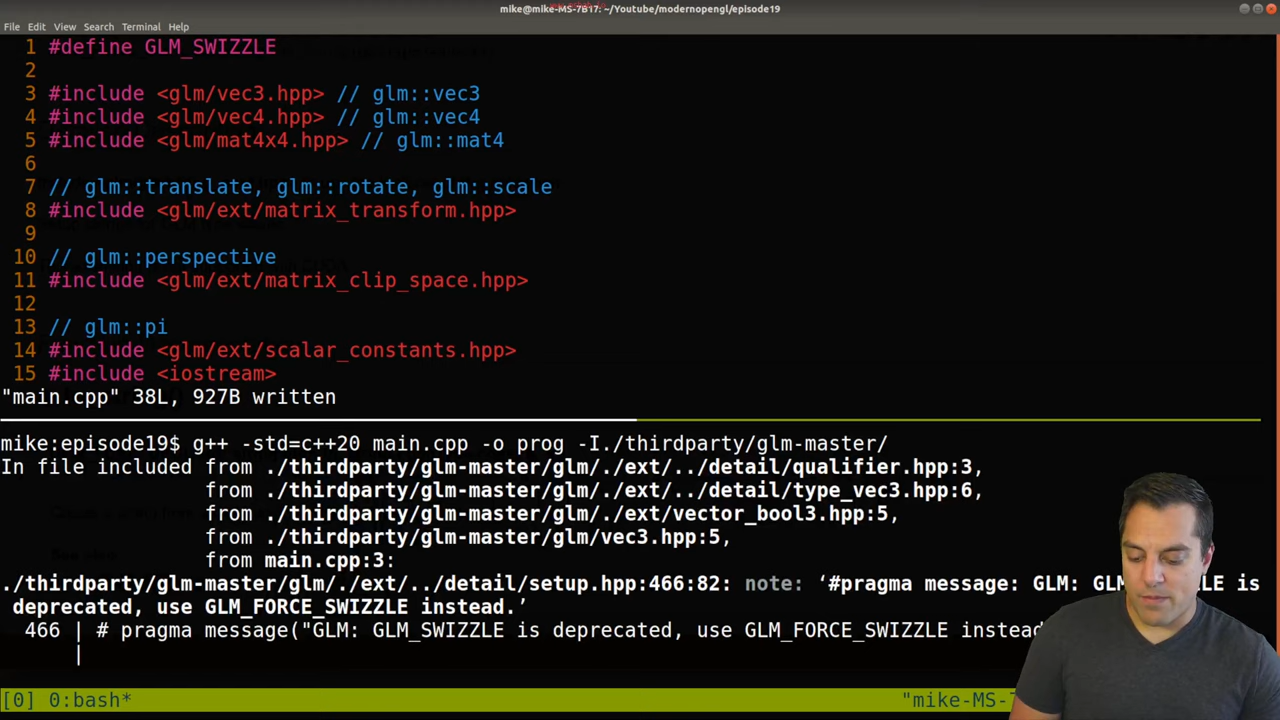 mike@mike-MS-7B17: ~/Youtube/modernopengl/episode19
File Edit View Search Terminal Help
1 #define GLM_SWIZZLE
2
3 #include <glm/vec3.hpp> // glm::vec3
4 #include <glm/vec4.hpp> // glm::vec4
5 #include <glm/mat4x4.hpp> // glm::mat4
6
7 // glm::translate, glm::rotate, glm::scale
8 #include <glm/ext/matrix_transform.hpp>
9
10 // glm::perspective
11 #include <glm/ext/matrix_clip_space.hpp>
12
13 // glm::pi
14 #include <glm/ext/scalar_constants.hpp>
15 #include <iostream>
"main.cpp" 38L, 927B written
mike:episode19$ g++ -std=c++20 main.cpp -o prog -I./thirdparty/glm-master/
In file included from ./thirdparty/glm-master/glm/./ext/../detail/qualifier.hpp:3,
from ./thirdparty/glm-master/glm/./ext/../detail/type_vec3.hpp:6,
from ./thirdparty/glm-master/glm/./ext/vector_bool3.hpp:5,
from ./thirdparty/glm-master/glm/vec3.hpp:5,
from main.cpp:3:
./thirdparty/glm-master/glm/./ext/../detail/setup.hpp:466:82: note: ‘#pragma message: GLM: is
deprecated, use GLM_FORCE_SWIZZLE instead.’
466 | # pragma message("GLM: GLM_SWIZZLE is deprecated, use GLM_FORCE_SWIZZLE instead
|
[0] 0:bash*
"mike-MS-7